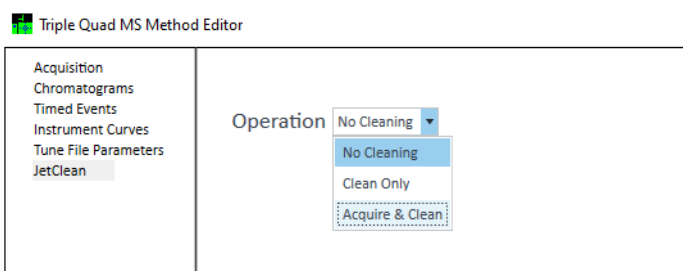 Triple Quad MS Method Editor
Acquisition
Chromatograms
Timed Events
Instrument Curves
Tune File Parameters
JetClean
Operation No Cleaning
No Cleaning
Clean Only
Acquire & Clean